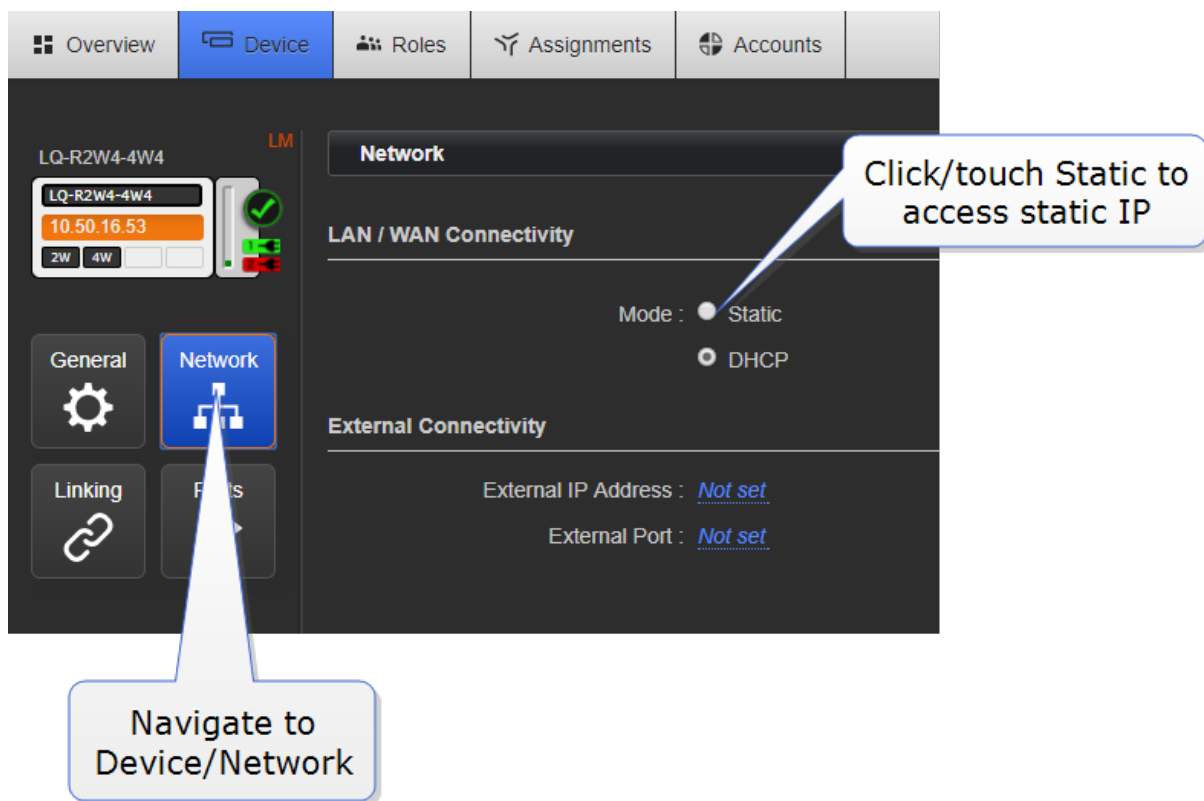 Overview Device Roles Assignments Accounts
LM
LQ-R2W4-4W4
LQ-R2W4-4W4
10.50.16.53
2W 4W
1
2
General Network
Linking
Network
LAN / WAN Connectivity
Mode : Static
DHCP
External Connectivity
External IP Address : Not set
External Port : Not set
Click/touch Static to
access static IP
Navigate to
Device/Network